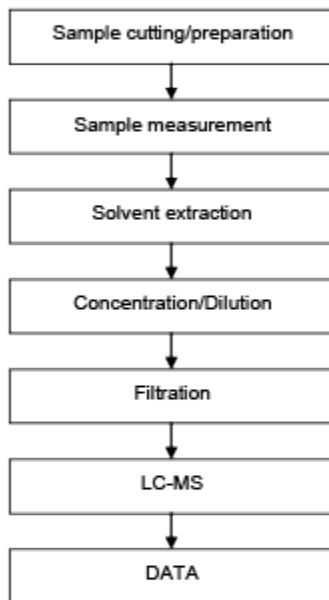 Sample cutting/preparation
Sample measurement
Solvent extraction
Concentration/Dilution
Filtration
LC-MS
DATA